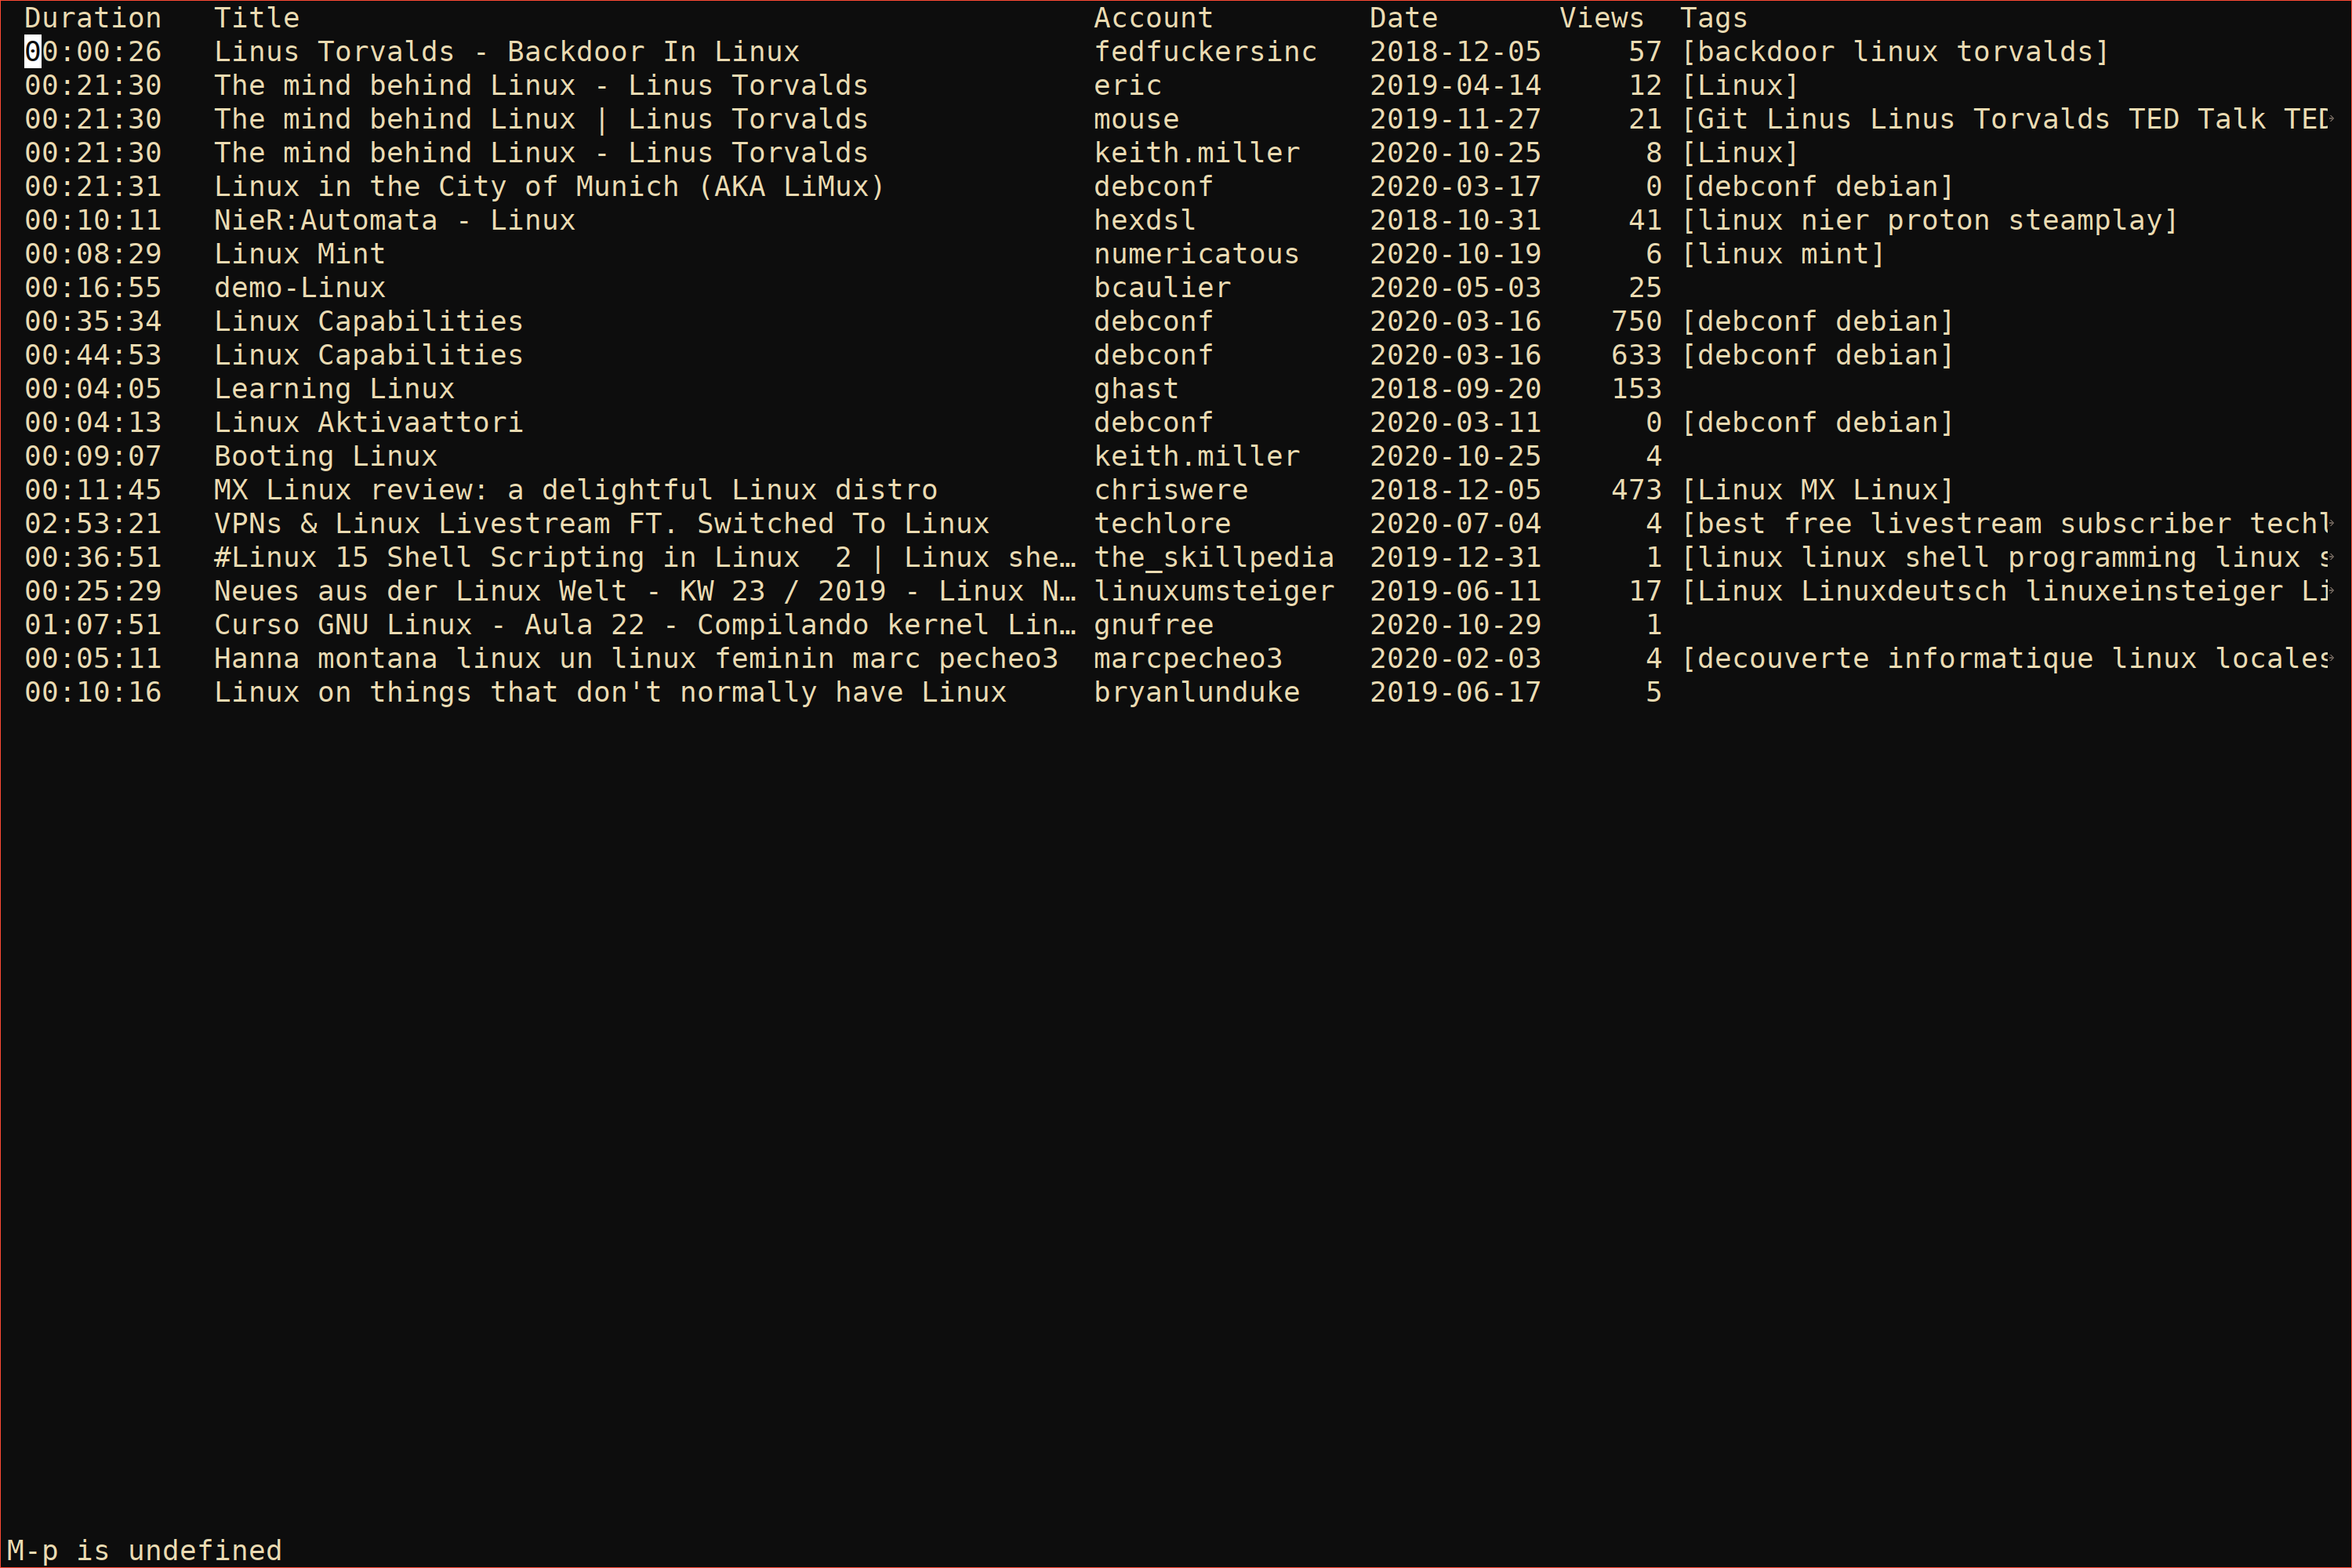 Duration Title Account Date Views Tags
00:00:26 Linus Torvalds - Backdoor In Linux fedfuckersinc 2018-12-05 57 [backdoor linux torvalds]
00:21:30 The mind behind Linux - Linus Torvalds eric 2019-04-14 12 [Linux]
00:21:30 The mind behind Linux | Linus Torvalds mouse 2019-11-27 21 [Git Linus Linus Torvalds TED Talk TED
00:21:30 The mind behind Linux - Linus Torvalds keith.miller 2020-10-25 8 [Linux]
00:21:31 Linux in the City of Munich (AKA LiMux) debconf 2020-03-17 0 [debconf debian]
00:10:11 NieR:Automata - Linux hexdsl 2018-10-31 41 [linux nier proton steamplay]
00:08:29 Linux Mint numericatous 2020-10-19 6 [linux mint]
00:16:55 demo-Linux bcaulier 2020-05-03 25
00:35:34 Linux Capabilities debconf 2020-03-16 750 [debconf debian]
00:44:53 Linux Capabilities debconf 2020-03-16 633 [debconf debian]
00:04:05 Learning Linux ghast 2018-09-20 153
00:04:13 Linux Aktivaattori debconf 2020-03-11 0 [debconf debian]
00:09:07 Booting Linux keith.miller 2020-10-25 4
00:11:45 MX Linux review: a delightful Linux distro chriswere 2018-12-05 473 [Linux MX Linux]
02:53:21 VPNs & Linux Livestream FT. Switched To Linux techlore 2020-07-04 4 [best free livestream subscriber techl
00:36:51 #Linux 15 Shell Scripting in Linux  2 | Linux she… the_skillpedia 2019-12-31 1 [linux linux shell programming linux s
00:25:29 Neues aus der Linux Welt - KW 23 / 2019 - Linux N… linuxumsteiger 2019-06-11 17 [Linux Linuxdeutsch linuxeinsteiger Li
01:07:51 Curso GNU Linux - Aula 22 - Compilando kernel Lin… gnufree 2020-10-29 1
00:05:11 Hanna montana linux un linux feminin marc pecheo3 marcpecheo3 2020-02-03 4 [decouverte informatique linux locales
00:10:16 Linux on things that don't normally have Linux bryanlunduke 2019-06-17 5
M-p is undefined